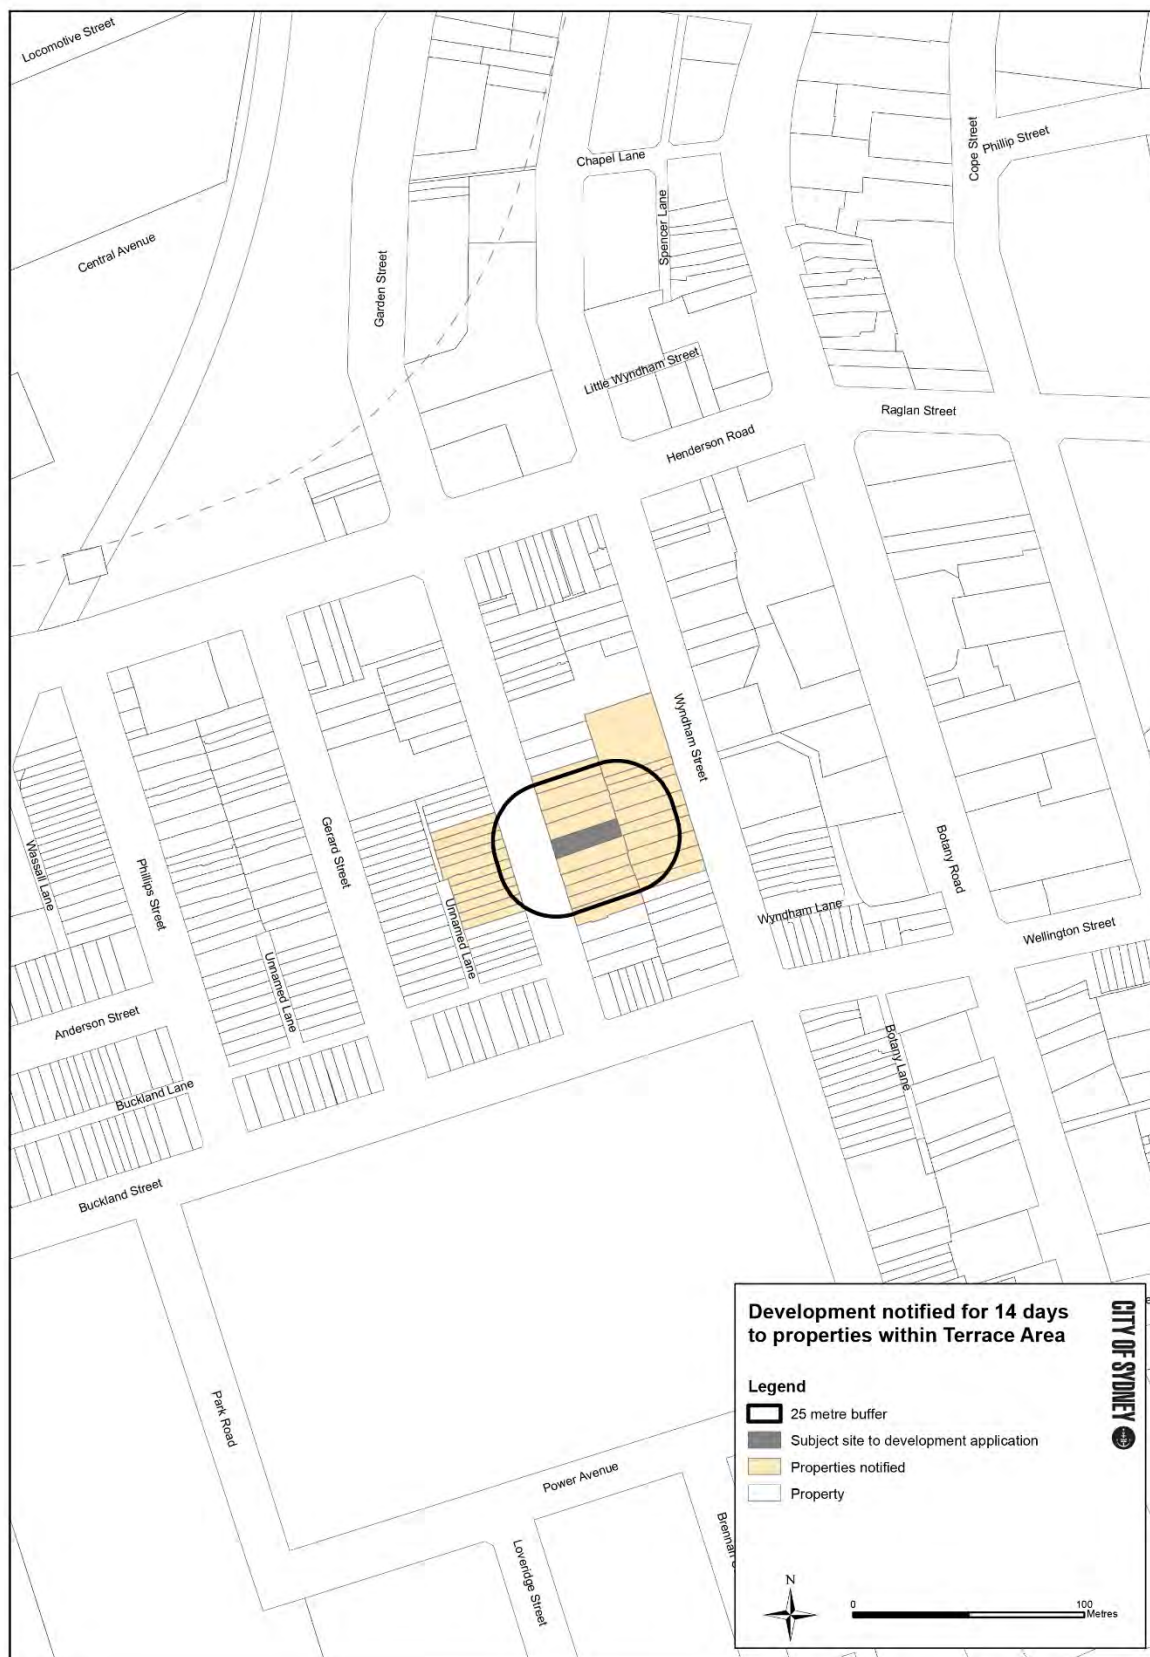 Locomotive Street
Central Avenue
Garden Street
Chapel Lane
Spencer Lane
Cope Street
Phillip Street
Little Wyndham Street
Henderson Road
Raglan Street
Wyndham Street
Wassall Lane
Phillips Street
Gerard Street
Unnamed Lane
Unnamed Lane
Wyndham Lane
Botany Road
Wellington Street
Anderson Street
Buckland Lane
Botany Lane
Buckland Street
Park Road
Power Avenue
Loveridge Street
Brennan
Development notified for 14 days
to properties within Terrace Area
CITY OF SYDNEY
Legend
25 metre buffer
Subject site to development application
Properties notified
Property
N
0
100
Metres